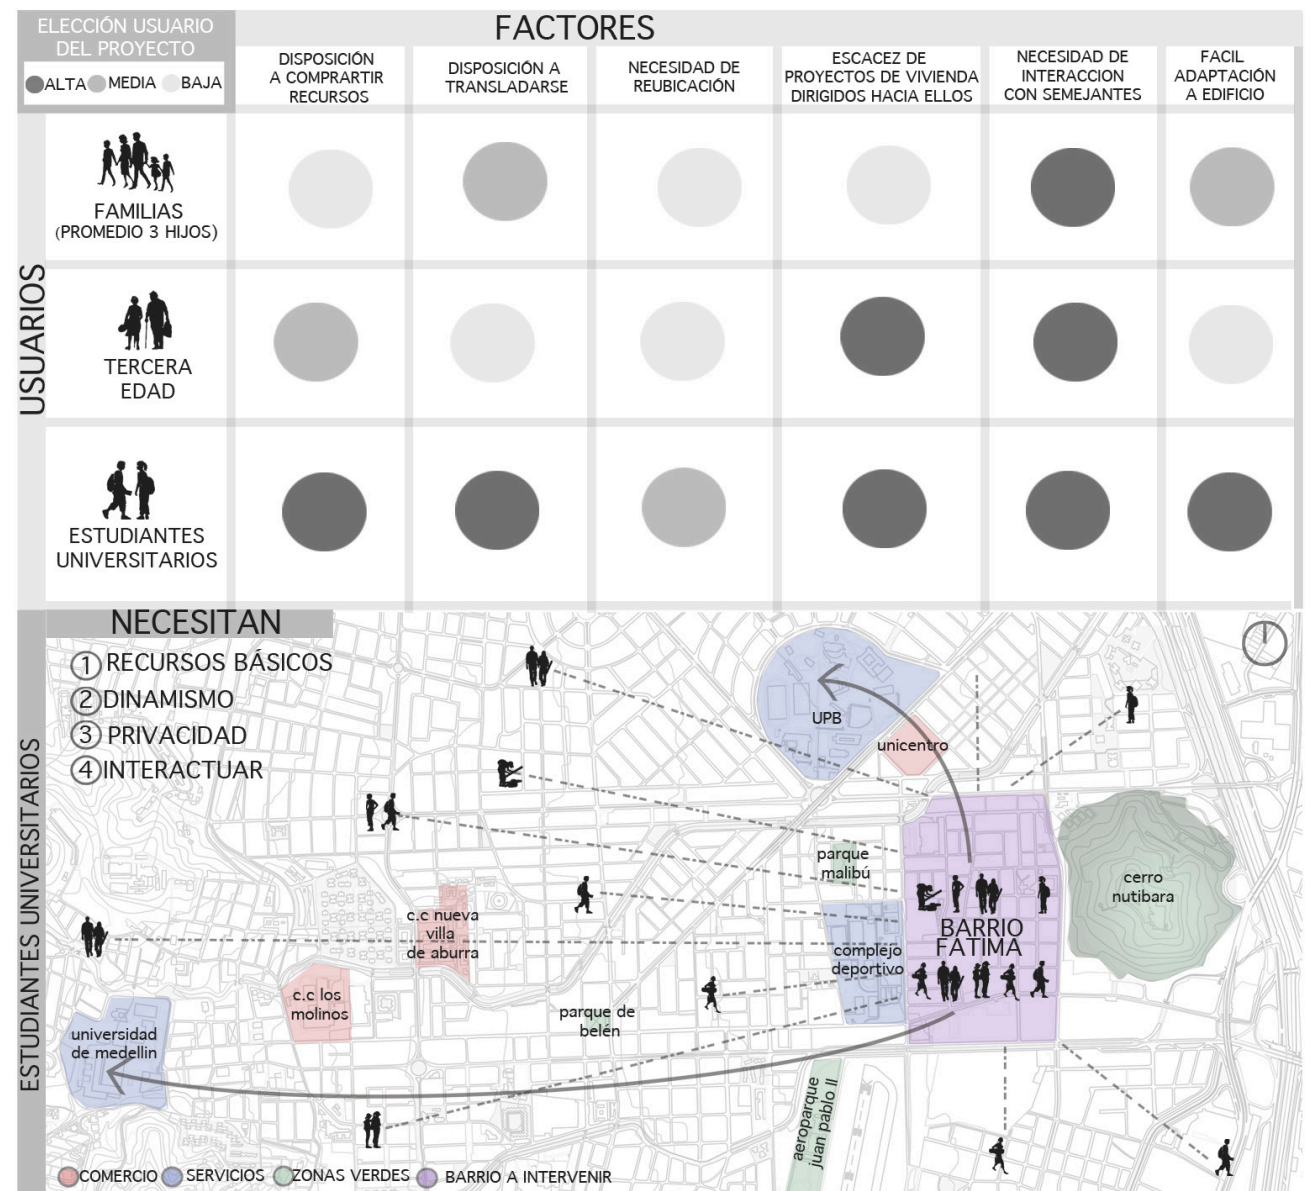 ELECCIÓN USUARIO
DEL PROYECTO
ALTA MEDIA BAJA
FACTORES
DISPOSICIÓN
A COMPRARTIR
RECURSOS
DISPOSICIÓN A
TRANSLADARSE
NECESIDAD DE
REUBICACIÓN
ESCACEZ DE
PROYECTOS DE VIVIENDA
DIRIGIDOS HACIA ELLOS
NECESIDAD DE
INTERACCION
CON SEMEJANTES
FACIL
ADAPTACIÓN
A EDIFICIO
USUARIOS
FAMILIAS
(PROMEDIO 3 HIJOS)
TERCERA
EDAD
ESTUDIANTES
UNIVERSITARIOS
NECESITAN
1 RECURSOS BÁSICOS
2 DINAMISMO
3 PRIVACIDAD
4 INTERACTUAR
ESTUDIANTES UNIVERSITARIOS
UPB
unicentro
parque
malibú
cerro
nutibara
c.c nueva
villa
de aburra
BARRIO
FATIMA
complejo
deportivo
c.c los
molinos
parque de
belén
universidad
de medellin
aeroparque
juan pablo II
COMERCIO SERVICIOS ZONAS VERDES BARRIO A INTERVENIR